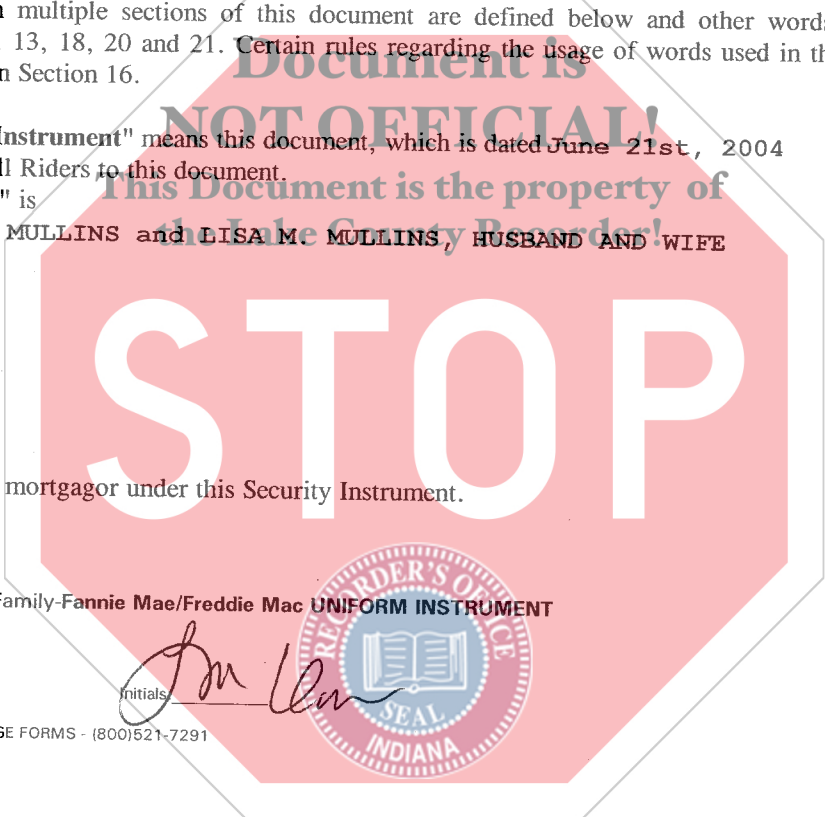 n multiple sections of this document are defined below and other words
13, 18, 20 and 21. Certain rules regarding the usage of words used in th
n Section 16.
Document is
NOT OFFICIAL!
Instrument" means this document, which is dated June 21st, 2004
ll Riders to this document.
This Document is the property of
" is
the Lake County Recorder!
MULLINS and LISA M. MULLINS, HUSBAND AND WIFE
STOP
mortgagor under this Security Instrument.
Family-Fannie Mae/Freddie Mac UNIFORM INSTRUMENT
RECORDER'S OFFICE
SEAL
INDIANA
Initials
GE FORMS - (800)521-7291